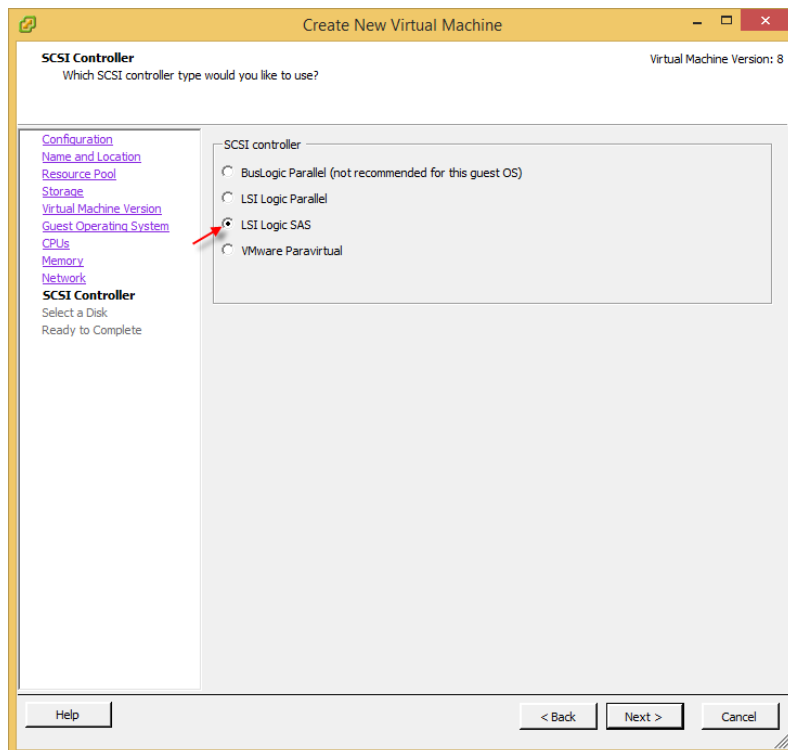 Create New Virtual Machine
SCSI Controller
Which SCSI controller type would you like to use?
Virtual Machine Version: 8
Configuration
Name and Location
Resource Pool
Storage
Virtual Machine Version
Guest Operating System
CPUs
Memory
Network
SCSI Controller
Select a Disk
Ready to Complete
SCSI controller
BusLogic Parallel (not recommended for this guest OS)
LSI Logic Parallel
LSI Logic SAS
VMware Paravirtual
Help
< Back
Next >
Cancel